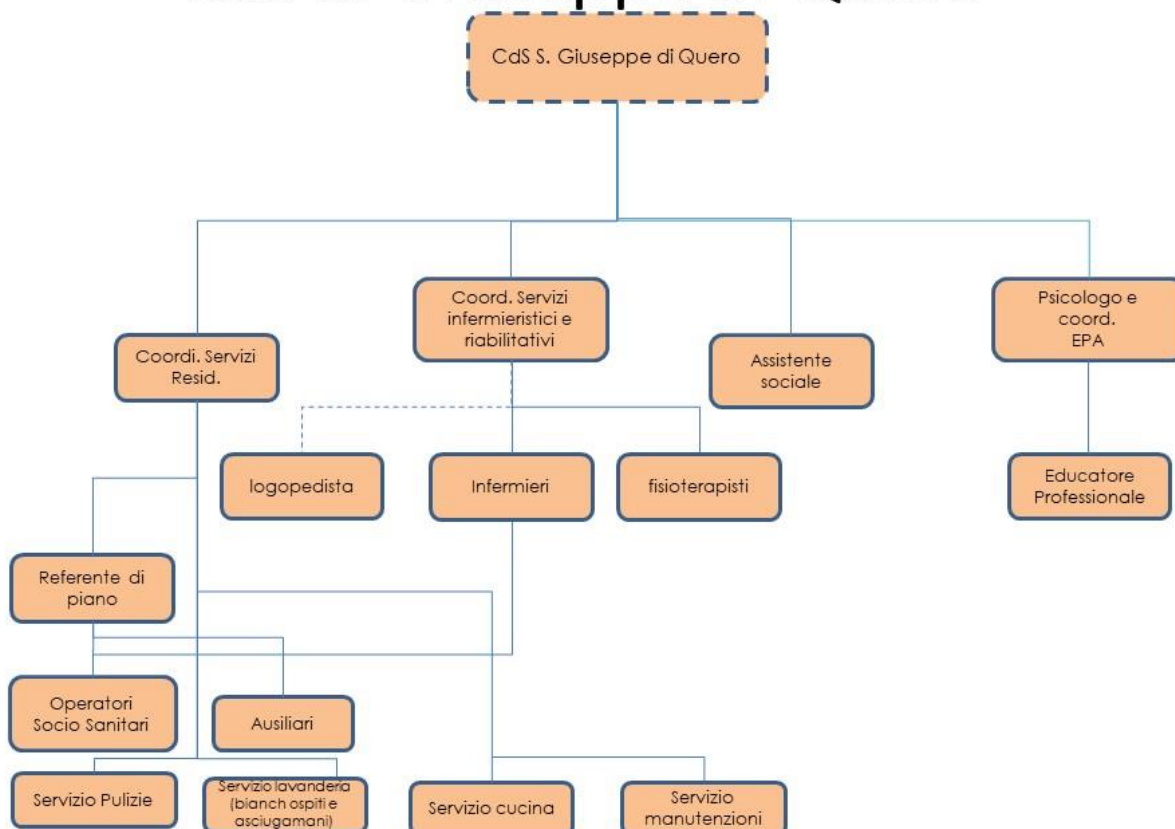 CdS S. Giuseppe di Quero
Coord. Servizi
infermieristici e
riabilitativi
Psicologo e
coord.
EPA
Coordi. Servizi
Resid.
Assistente
sociale
logopedista
Infermieri
fisioterapisti
Educatore
Professionale
Referente di
piano
Operatori
Socio Sanitari
Ausiliari
Servizio Pulizie
Servizio lavanderia
(bianch ospiti e
asciugamani)
Servizio cucina
Servizio
manutenzioni